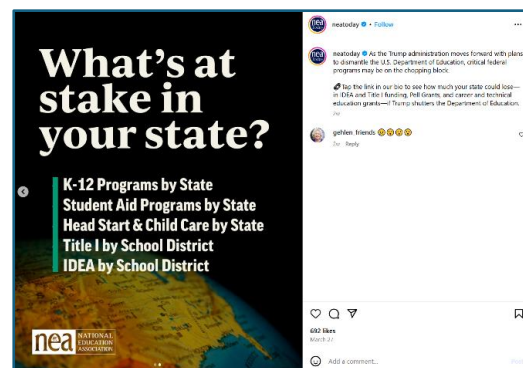 What's at
stake in
your state?
K-12 Programs by State
Student Aid Programs by State
Head Start & Child Care by State
Title I by School District
IDEA by School District
nea NATIONAL
EDUCATION
ASSOCIATION
nea
neatoday • Follow
nea
neatoday As the Trump administration moves forward with plans
to dismantle the U.S. Department of Education, critical federal
programs may be on the chopping block.
Tap the link in our bio to see how much your state could lose—
in IDEA and Title I funding, Pell Grants, and career and technical
education grants—if Trump shutters the Department of Education.
gehlen_friends 😢😢😢😢
Reply
692 likes
March 27
Add a comment...